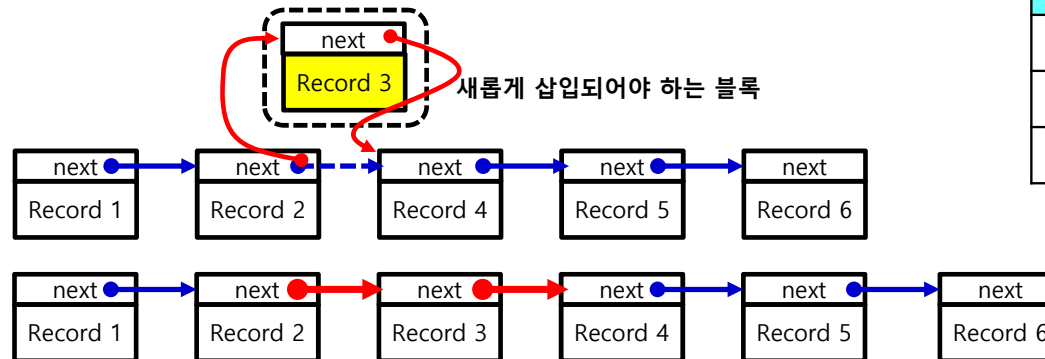 next
Record 3
새롭게 삽입되어야 하는 블록
next next next next next
Record 1 Record 2 Record 4 Record 5 Record 6
next next next next next next
Record 1 Record 2 Record 3 Record 4 Record 5 Record 6